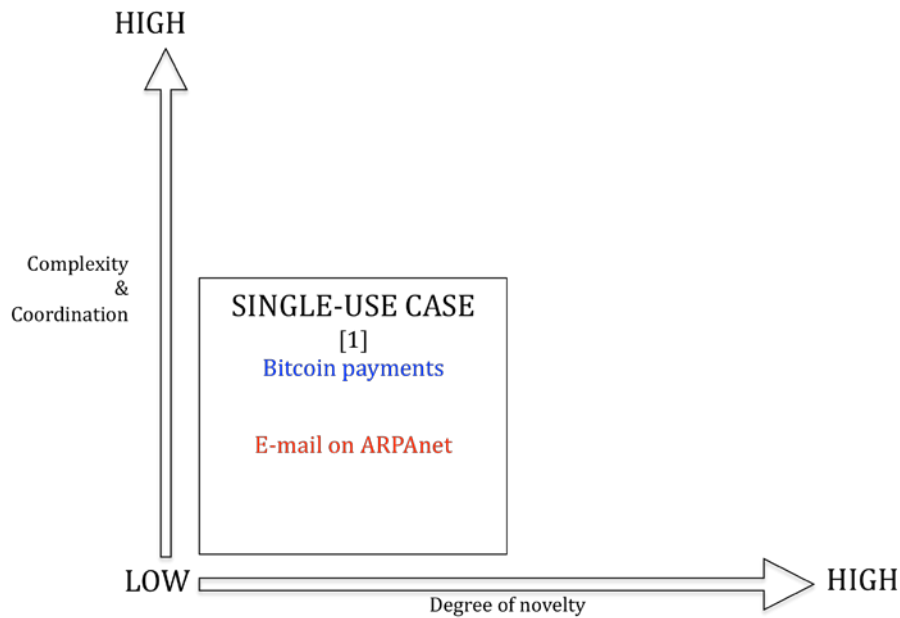 HIGH
Complexity
&
Coordination
SINGLE-USE CASE
[1]
Bitcoin payments
E-mail on ARPAnet
LOW
HIGH
Degree of novelty